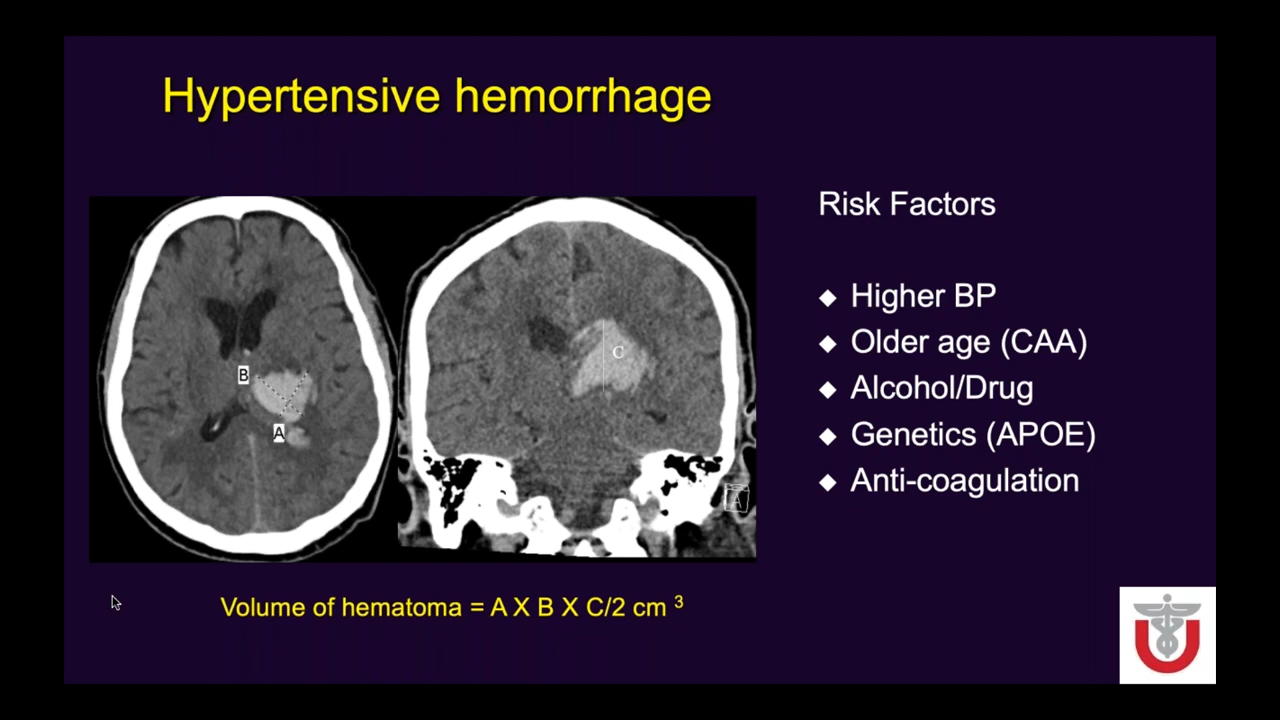 Hypertensive hemorrhage
Risk Factors
Higher BP
Older age (CAA)
Alcohol/Drug
Genetics (APOE)
Anti-coagulation
B
A
C
A
Volume of hematoma = A X B X C/2 cm 3
U